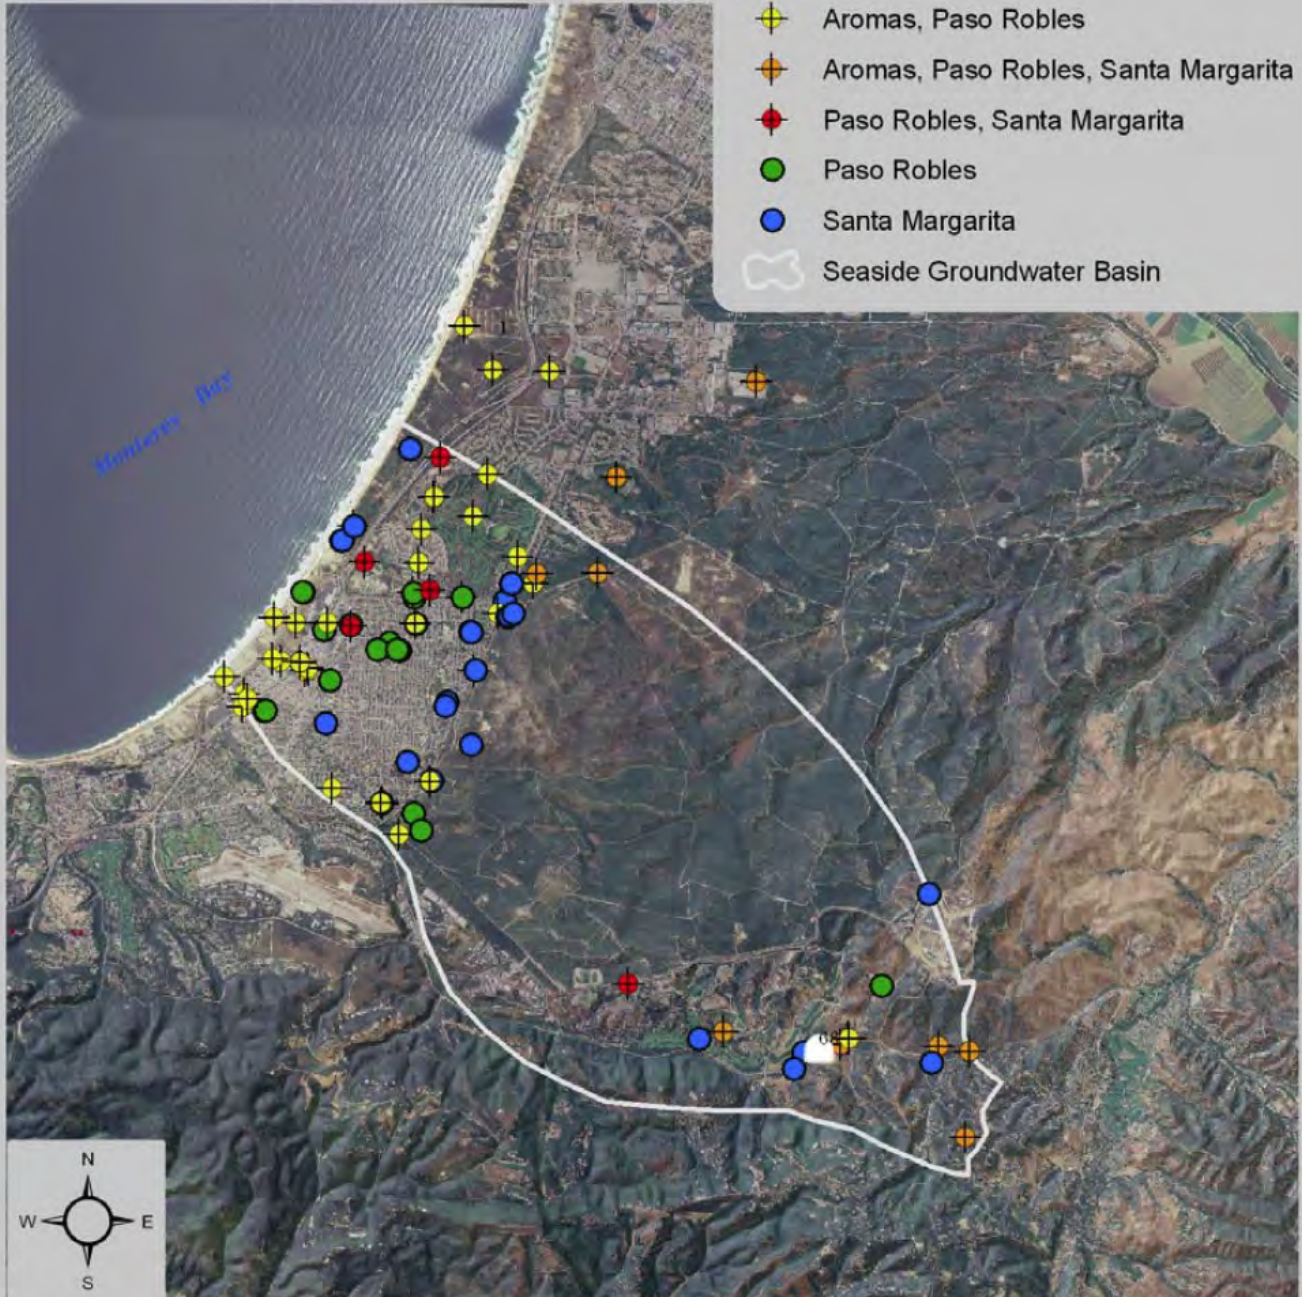 Aromas, Paso Robles
Aromas, Paso Robles, Santa Margarita
Paso Robles, Santa Margarita
Paso Robles
Santa Margarita
Seaside Groundwater Basin
1
Monterey Bay
N
W
E
S